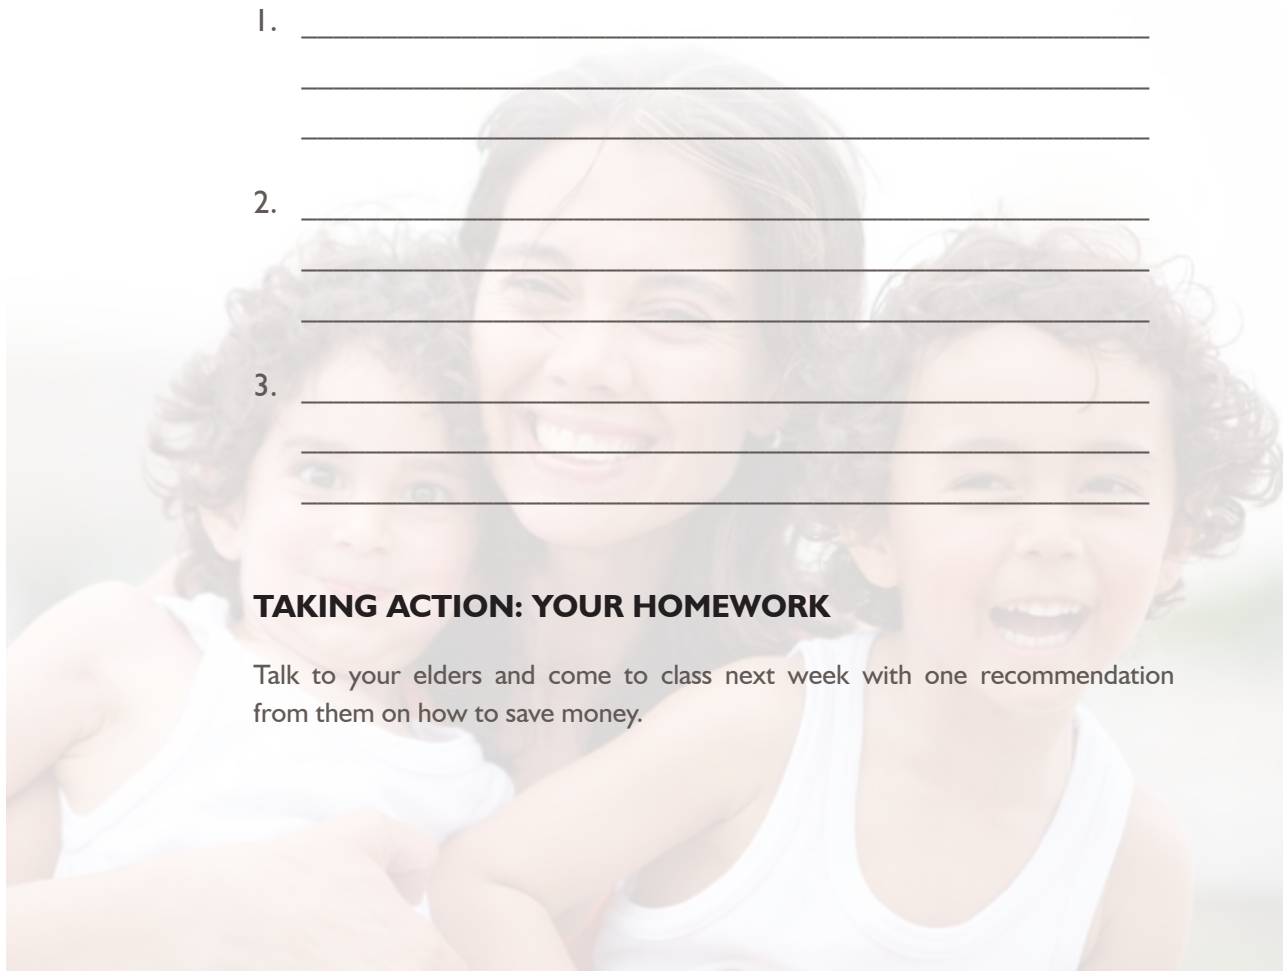 1.
2.
3.
TAKING ACTION: YOUR HOMEWORK
Talk to your elders and come to class next week with one recommendation
from them on how to save money.